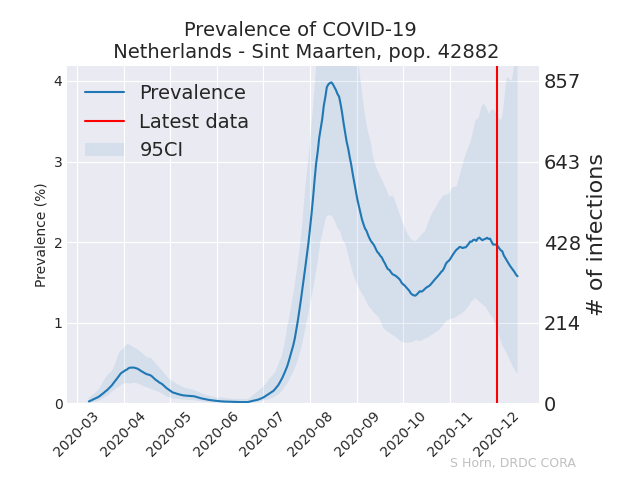 Prevalence of COVID-19
Netherlands - Sint Maarten, pop. 42882
Prevalence
Latest data
95CI
Prevalence (%)
4
3
2
1
0
857
643
428
214
0
# of infections
2020-03
2020-04
2020-05
2020-06
2020-07
2020-08
2020-09
2020-10
2020-11
2020-12
S Horn, DRDC CORA